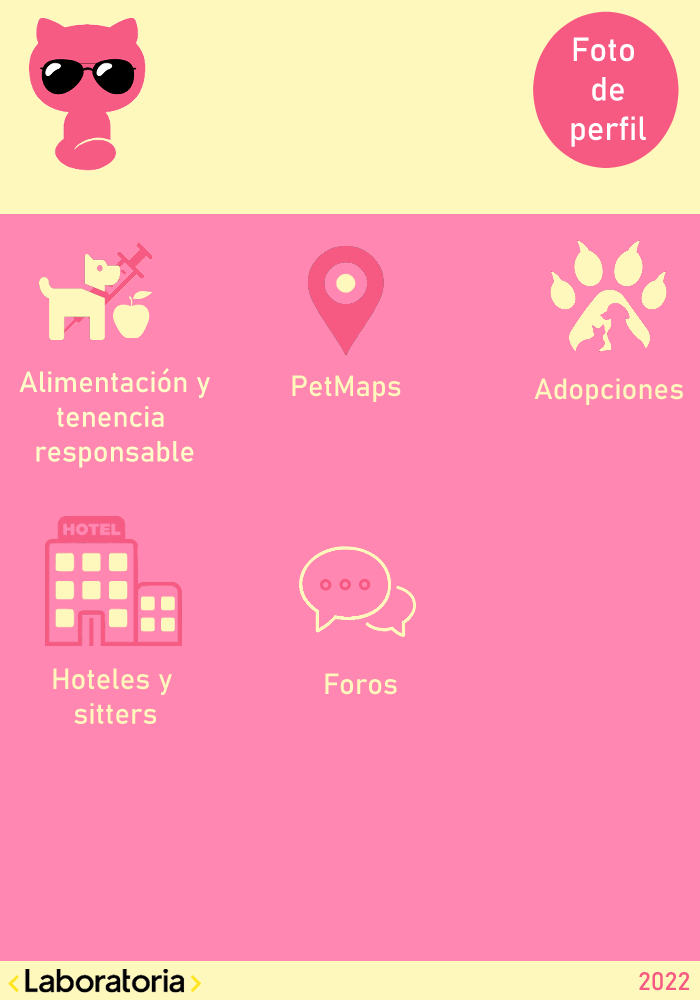 Foto
de
perfil
Alimentación y
tenencia
responsable
PetMaps
Adopciones
HOTEL
Hoteles y
sitters
Foros
<Laboratoria>
2022